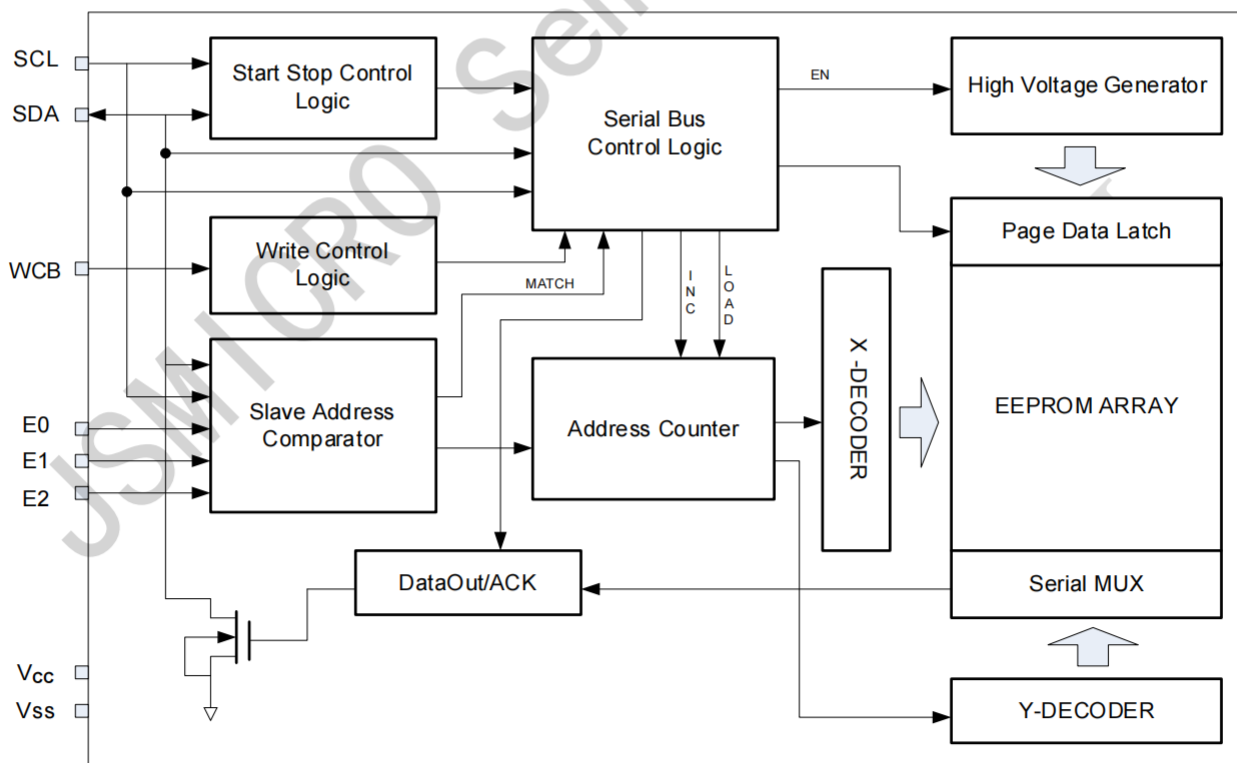 SCL
SDA
WCB
E0
E1
E2
Vcc
Vss
Start Stop Control
Logic
Write Control
Logic
Slave Address
Comparator
Serial Bus
Control Logic
EN
High Voltage Generator
Page Data Latch
MATCH
INC
LOAD
X -DECODER
EEPROM ARRAY
Address Counter
DataOut/ACK
Serial MUX
Y-DECODER
JSMICRO Sem